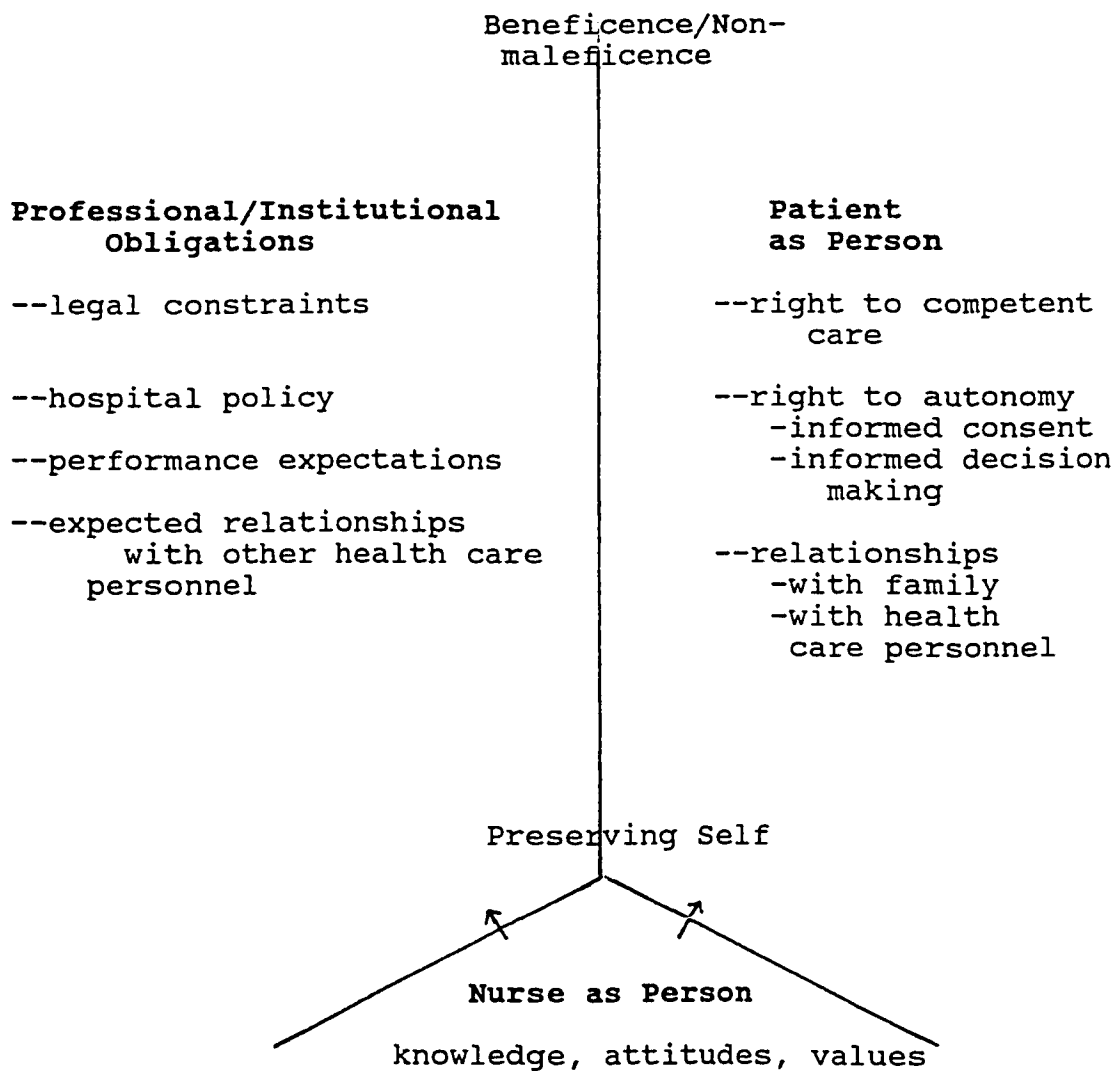 Beneficence/Non-
maleficence
Professional/Institutional
Obligations
--legal constraints
--hospital policy
--performance expectations
--expected relationships
with other health care
personnel
Patient
as Person
--right to competent
care
--right to autonomy
-informed consent
-informed decision
making
--relationships
-with family
-with health
care personnel
Preserving Self
Nurse as Person
knowledge, attitudes, values